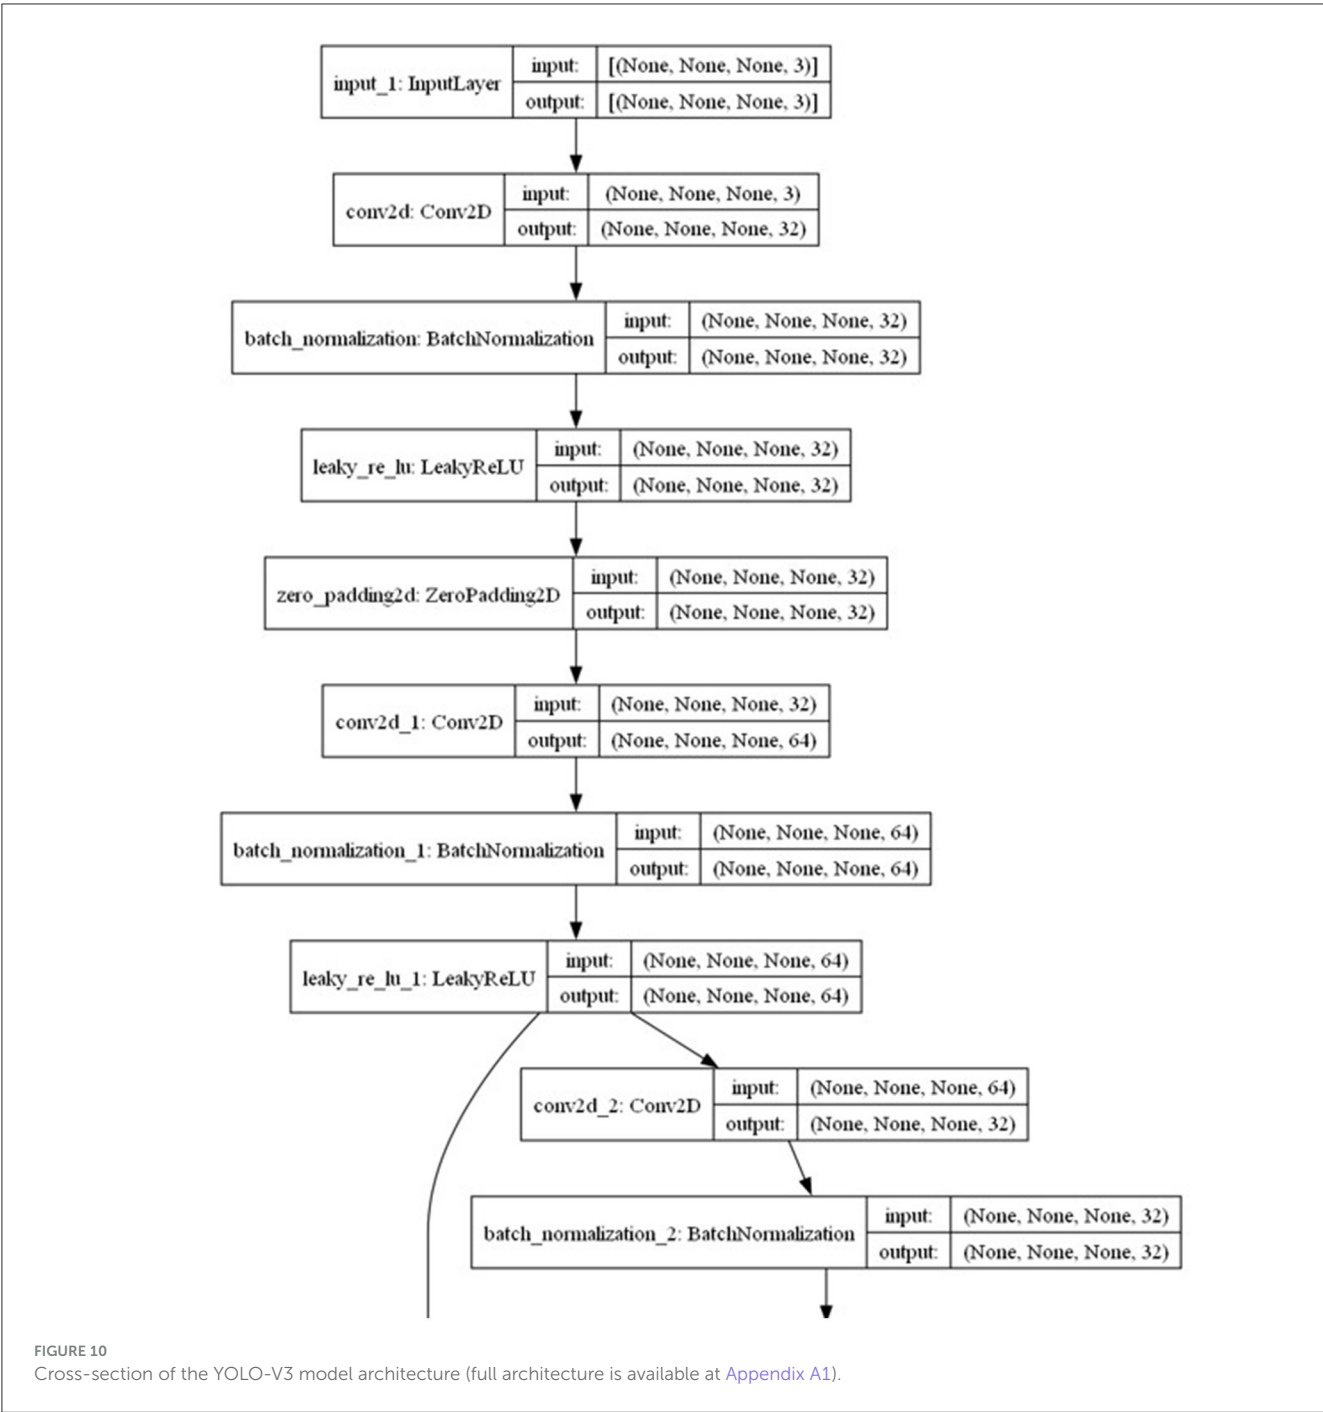 input_1: InputLayer
input: [(None, None, None, 3)]
output: [(None, None, None, 3)]
conv2d: Conv2D
input: (None, None, None, 3)
output: (None, None, None, 32)
batch_normalization: BatchNormalization
input: (None, None, None, 32)
output: (None, None, None, 32)
leaky_re_lu: LeakyReLU
input: (None, None, None, 32)
output: (None, None, None, 32)
zero_padding2d: ZeroPadding2D
input: (None, None, None, 32)
output: (None, None, None, 32)
conv2d_1: Conv2D
input: (None, None, None, 32)
output: (None, None, None, 64)
batch_normalization_1: BatchNormalization
input: (None, None, None, 64)
output: (None, None, None, 64)
leaky_re_lu_1: LeakyReLU
input: (None, None, None, 64)
output: (None, None, None, 64)
conv2d_2: Conv2D
input: (None, None, None, 64)
output: (None, None, None, 32)
batch_normalization_2: BatchNormalization
input: (None, None, None, 32)
output: (None, None, None, 32)
FIGURE 10
Cross-section of the YOLO-V3 model architecture (full architecture is available at Appendix A1).